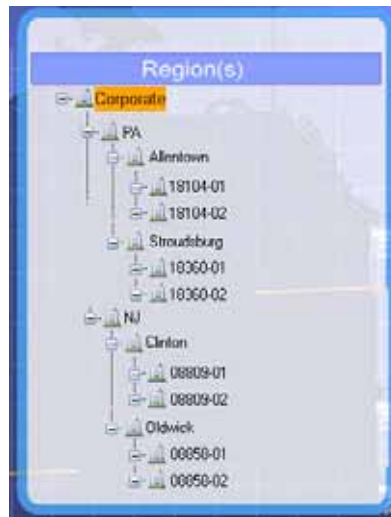 Region(s)
Corporate
PA
Allentown
18104-01
18104-02
Stroudsburg
18360-01
18360-02
NJ
Clinton
08809-01
08809-02
Oldwick
08858-01
08858-02